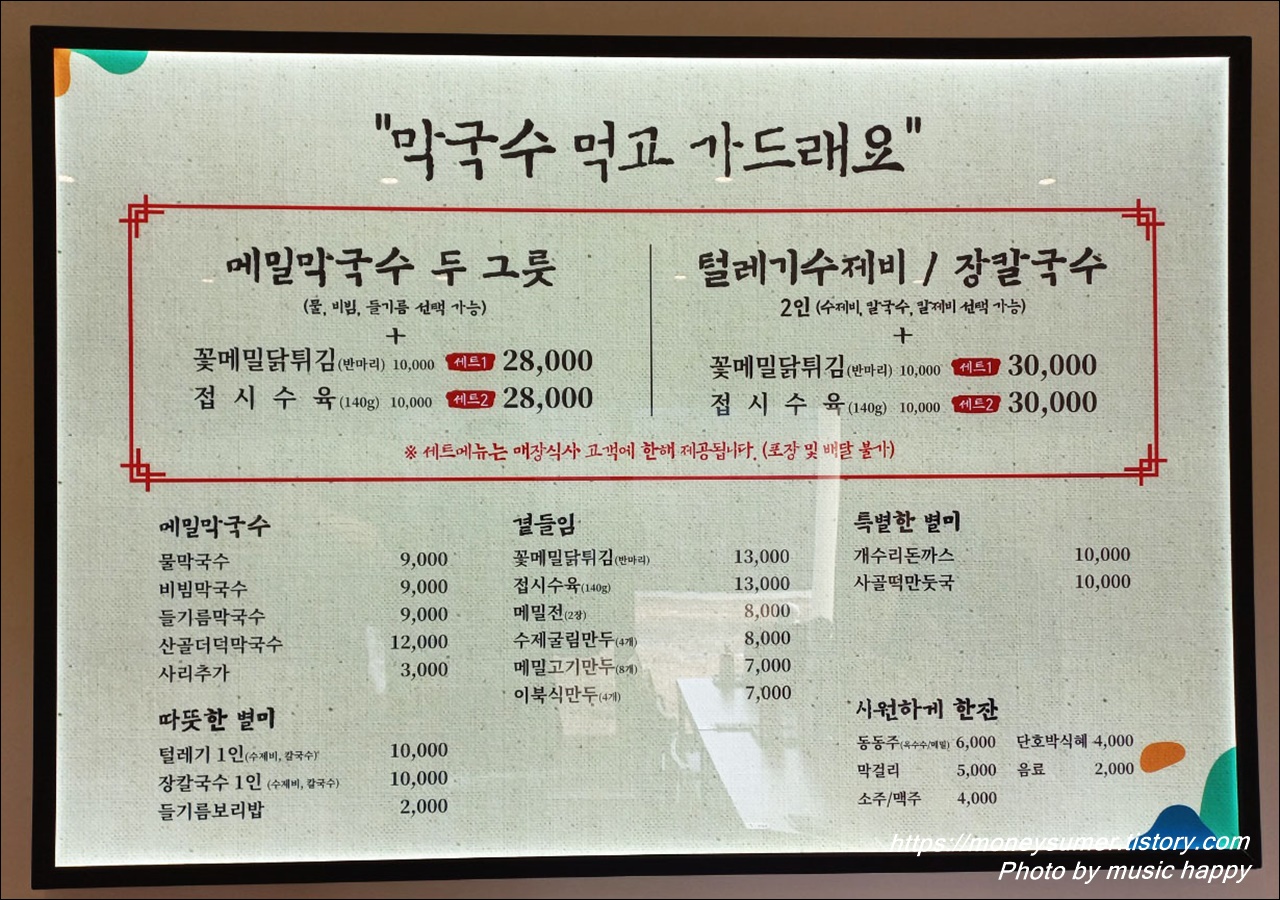 "막국수 먹고 가드래요"
메밀막국수 두 그릇
(물, 비빔, 들기름 선택 가능)
+
꽃메밀닭튀김(반마리) 10,000 세트1 28,000
접시수육(140g) 10,000 세트2 28,000
털레기수제비 / 장칼국수
2인 (수제비, 칼국수, 칼제비 선택 가능)
+
꽃메밀닭튀김(반마리) 10,000 세트1 30,000
접시수육(140g) 10,000 세트2 30,000
※ 세트메뉴는 매장식사 고객에 한해 제공됩니다. (포장 및 배달 불가)
메밀막국수
물막국수 9,000
비빔막국수 9,000
들기름막국수 9,000
산골더덕막국수 12,000
사리추가 3,000
따뜻한 별미
털레기 1인(수제비, 칼국수)
10,000
장칼국수 1인 (수제비, 칼국수) 10,000
들기름보리밥 2,000
곁들임
꽃메밀닭튀김(반마리) 13,000
접시수육(140g) 13,000
메밀전(2장) 8,000
수제굴림만두(4개) 8,000
메밀고기만두(8개) 7,000
이북식만두(4개) 7,000
특별한 별미
개수리돈까스 10,000
사골떡만둣국 10,000
시원하게 한잔
동동주(옥수수/메밀) 6,000 단호박식혜 4,000
막걸리 5,000 음료 2,000
소주/맥주 4,000
https://moneysumer.tistory.com
Photo by music happy